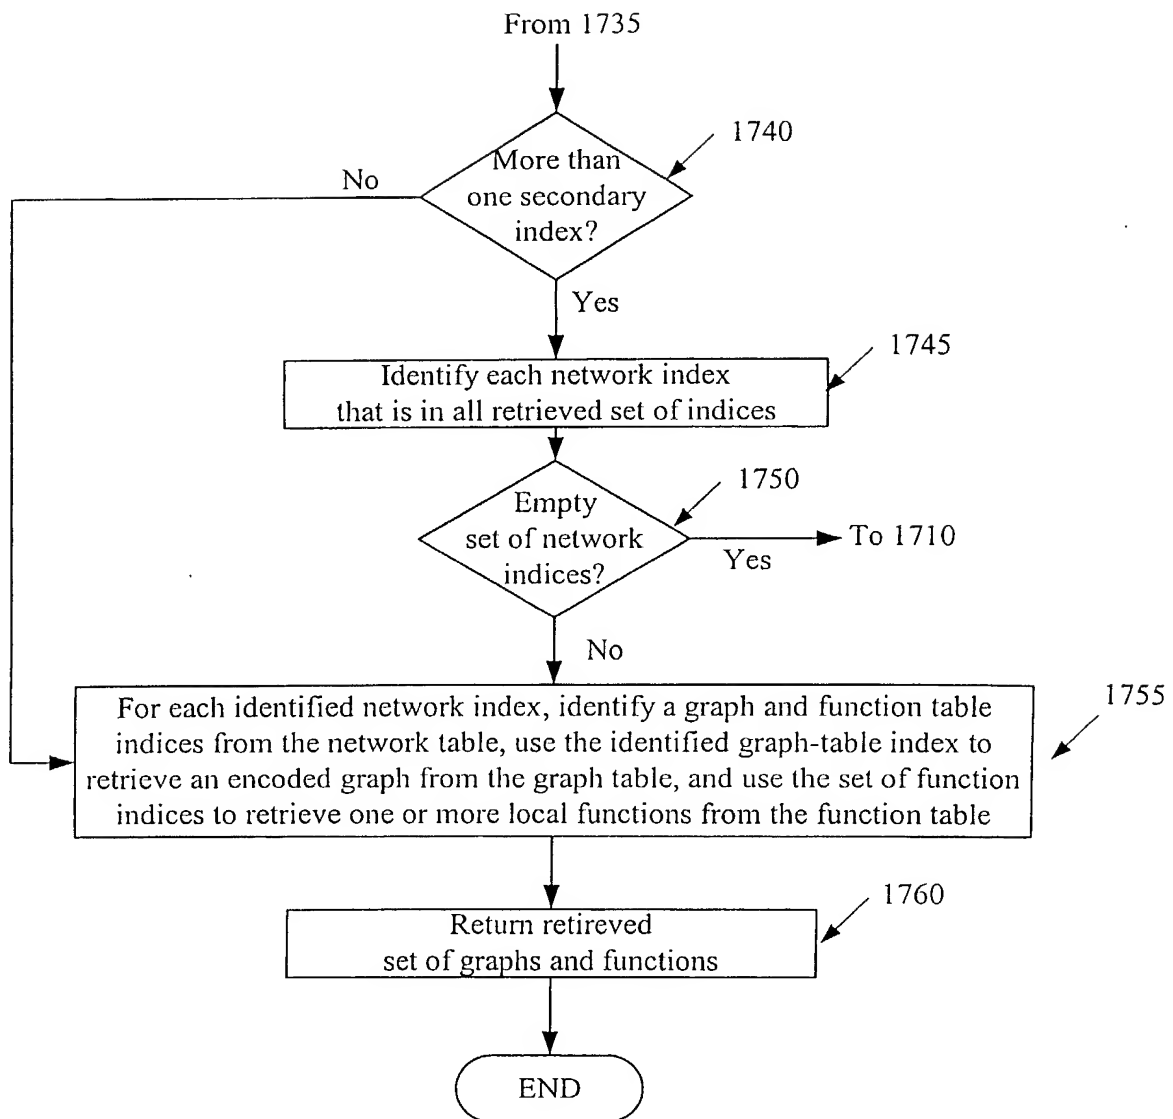 From 1735
1740
More than
one secondary
index?
No
Yes
1745
Identify each network index
that is in all retrieved set of indices
1750
Empty
set of network
indices?
To 1710
Yes
No
1755
For each identified network index, identify a graph and function table
indices from the network table, use the identified graph-table index to
retrieve an encoded graph from the graph table, and use the set of function
indices to retrieve one or more local functions from the function table
1760
Return retireved
set of graphs and functions
END